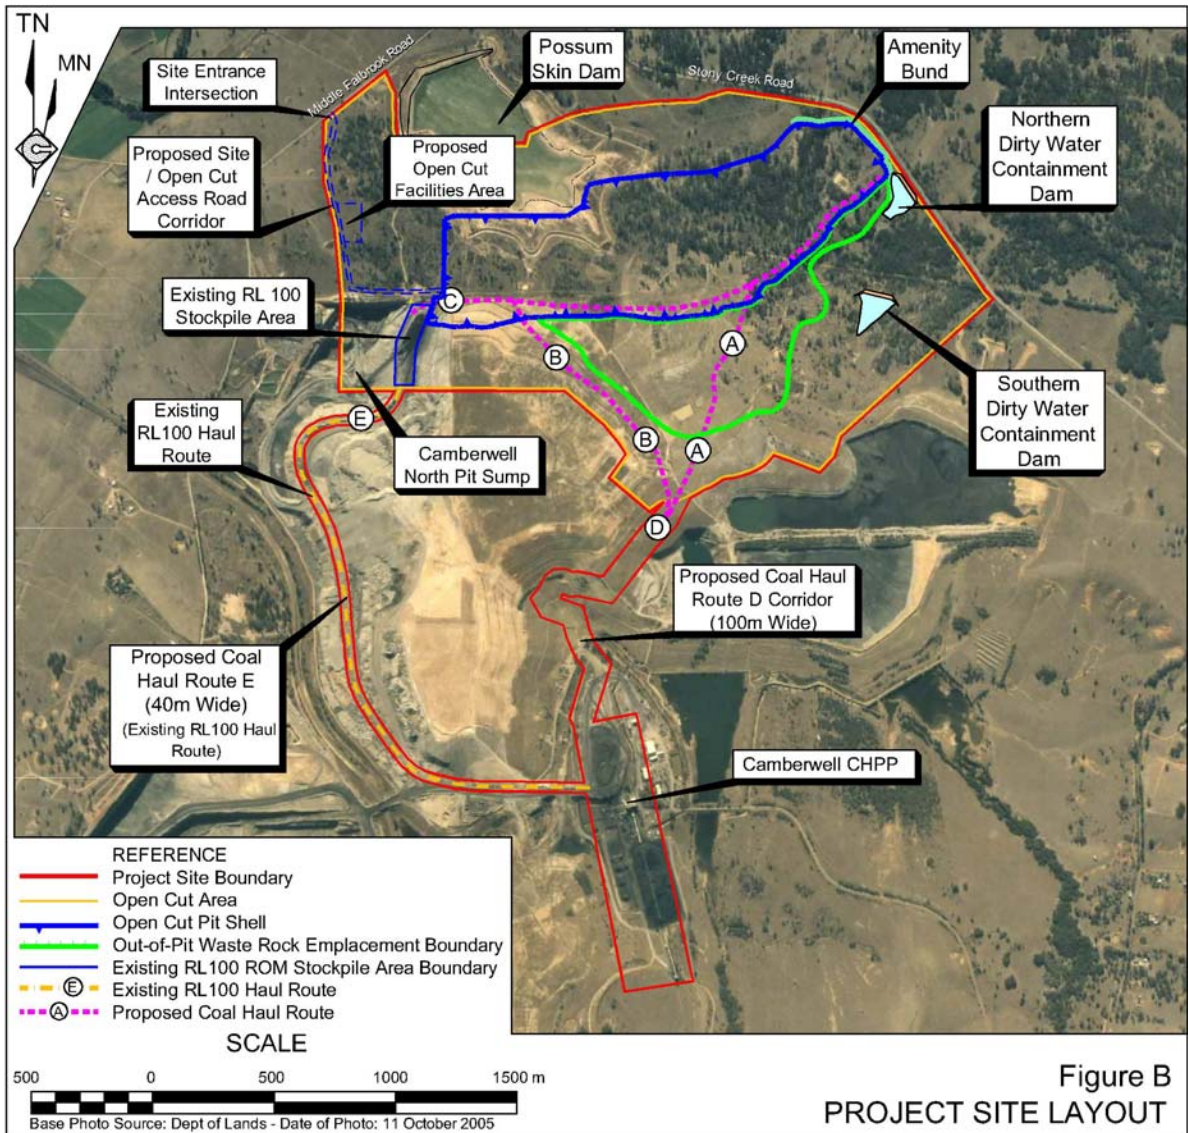 TN
MN
Site Entrance
Intersection
Middle Falbrook Road
Possum
Skin Dam
Stony Creek Road
Amenity
Bund
Northern
Dirty Water
Containment
Dam
Proposed Site
/ Open Cut
Access Road
Corridor
Proposed
Open Cut
Facilities Area
Existing RL 100
Stockpile Area
C
A
B
Existing
RL100 Haul
Route
E
Camberwell
North Pit Sump
B
A
Southern
Dirty Water
Containment
Dam
D
Proposed Coal Haul
Route D Corridor
(100m Wide)
Proposed Coal
Haul Route E
(40m Wide)
(Existing RL100 Haul
Route)
Camberwell CHPP
REFERENCE
Project Site Boundary
Open Cut Area
Open Cut Pit Shell
Out-of-Pit Waste Rock Emplacement Boundary
Existing RL100 ROM Stockpile Area Boundary
E Existing RL100 Haul Route
A Proposed Coal Haul Route
SCALE
500 0 500 1000 1500 m
Base Photo Source: Dept of Lands - Date of Photo: 11 October 2005
Figure B
PROJECT SITE LAYOUT